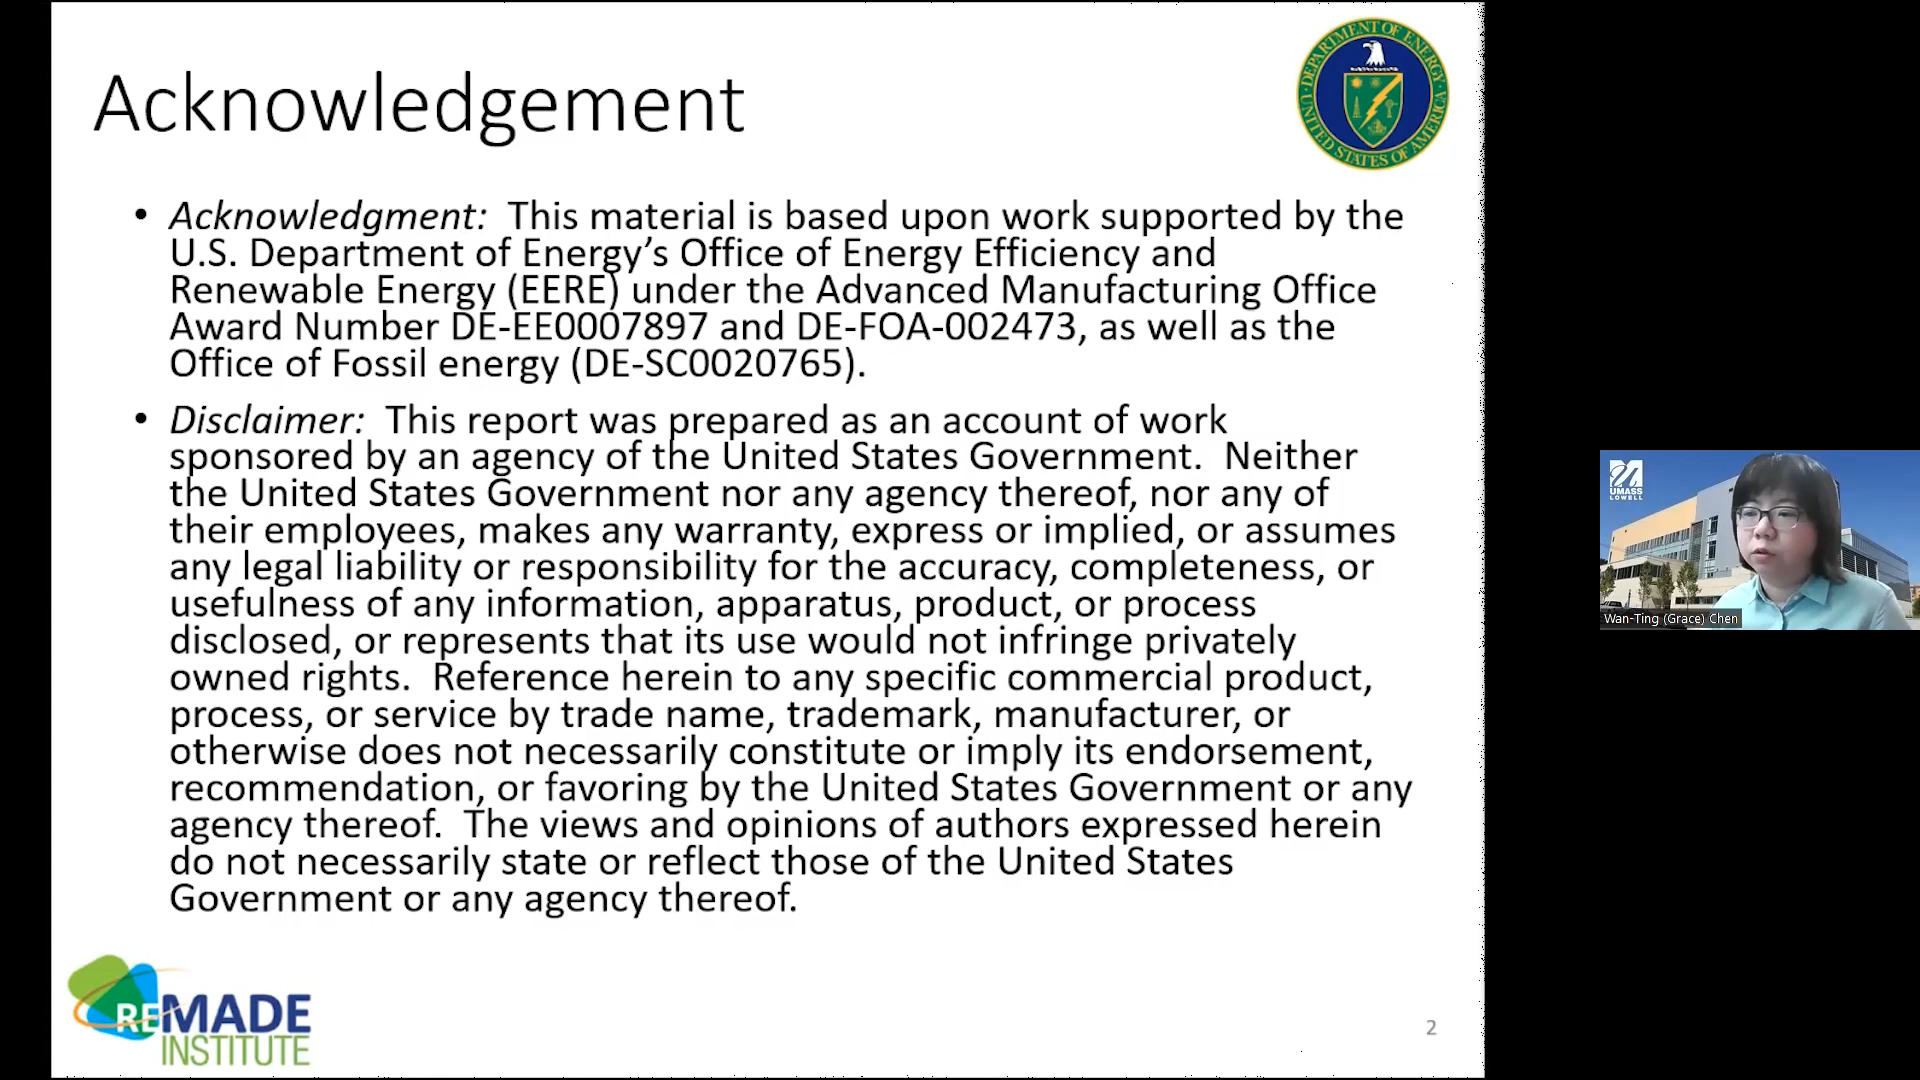 Acknowledgement
DEPARTMENT OF ENERGY
UNITED STATES OF AMERICA
• Acknowledgment:  This material is based upon work supported by the
U.S. Department of Energy’s Office of Energy Efficiency and
Renewable Energy (EERE) under the Advanced Manufacturing Office
Award Number DE-EE0007897 and DE-FOA-002473, as well as the
Office of Fossil energy (DE-SC0020765).
• Disclaimer:  This report was prepared as an account of work
sponsored by an agency of the United States Government.  Neither
the United States Government nor any agency thereof, nor any of
their employees, makes any warranty, express or implied, or assumes
any legal liability or responsibility for the accuracy, completeness, or
usefulness of any information, apparatus, product, or process
disclosed, or represents that its use would not infringe privately
owned rights.  Reference herein to any specific commercial product,
process, or service by trade name, trademark, manufacturer, or
otherwise does not necessarily constitute or imply its endorsement,
recommendation, or favoring by the United States Government or any
agency thereof.  The views and opinions of authors expressed herein
do not necessarily state or reflect those of the United States
Government or any agency thereof.
REMADE
INSTITUTE
2
UMASS
LOWELL
Wan-Ting (Grace) Chen